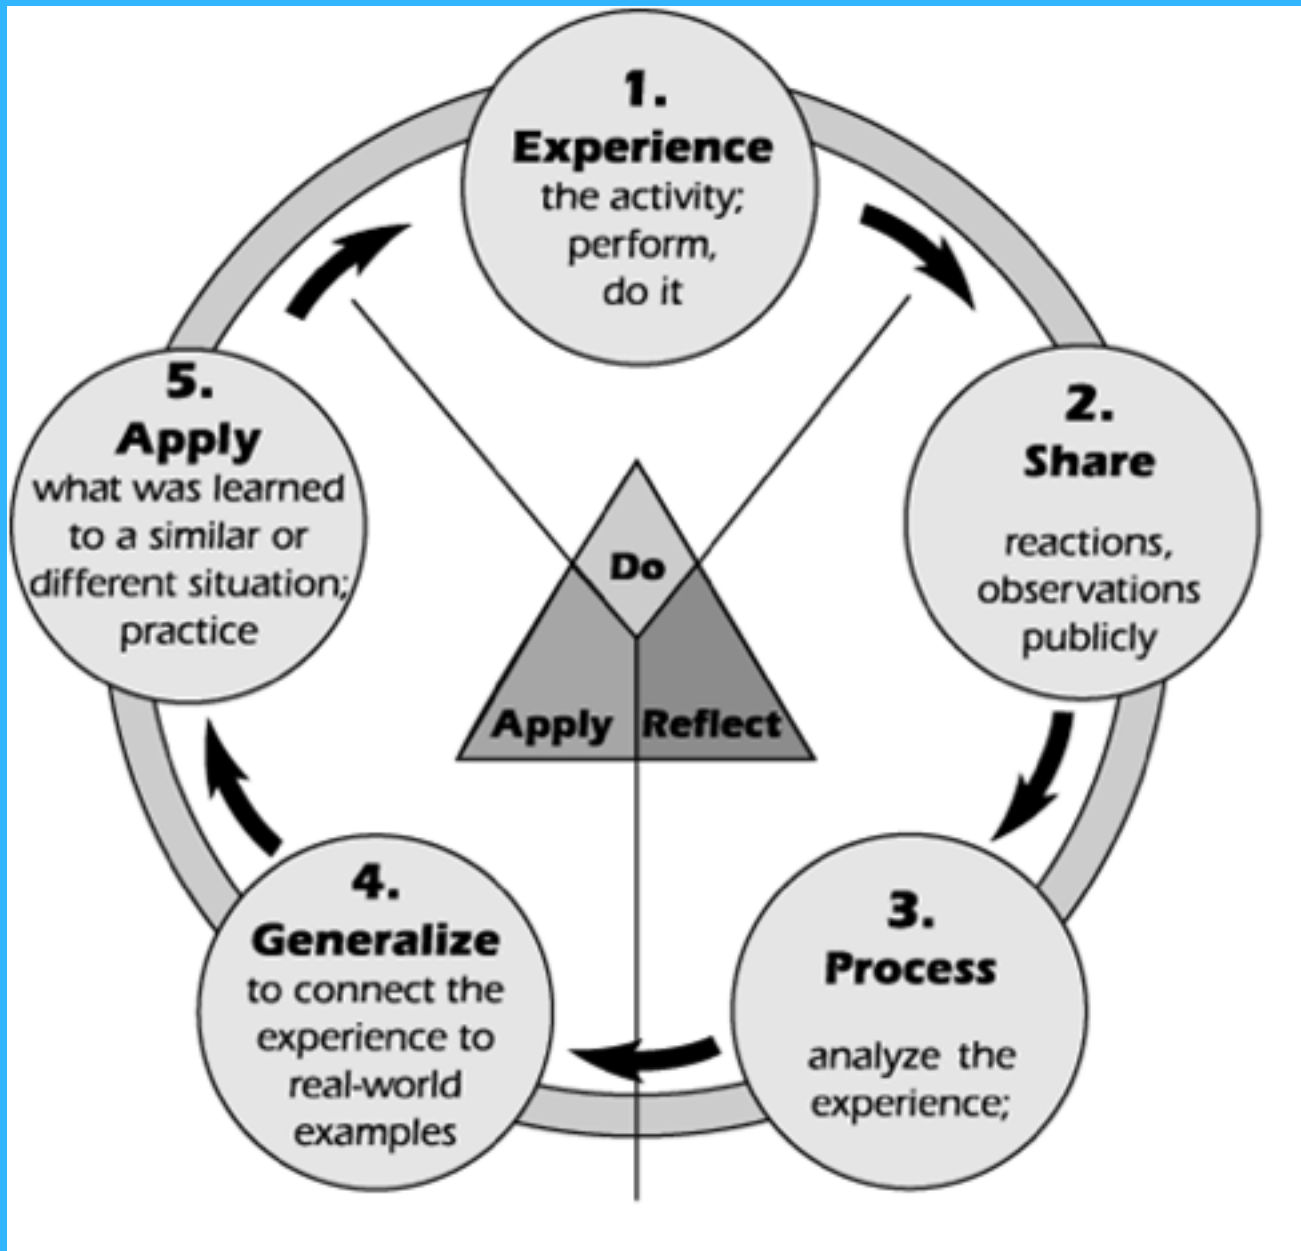 1.
Experience
the activity;
perform,
do it
2.
Share
reactions,
observations
publicly
3.
Process
analyze the
experience;
4.
Generalize
to connect the
experience to
real-world
examples
5.
Apply
what was learned
to a similar or
different situation;
practice
Do
Apply
Reflect